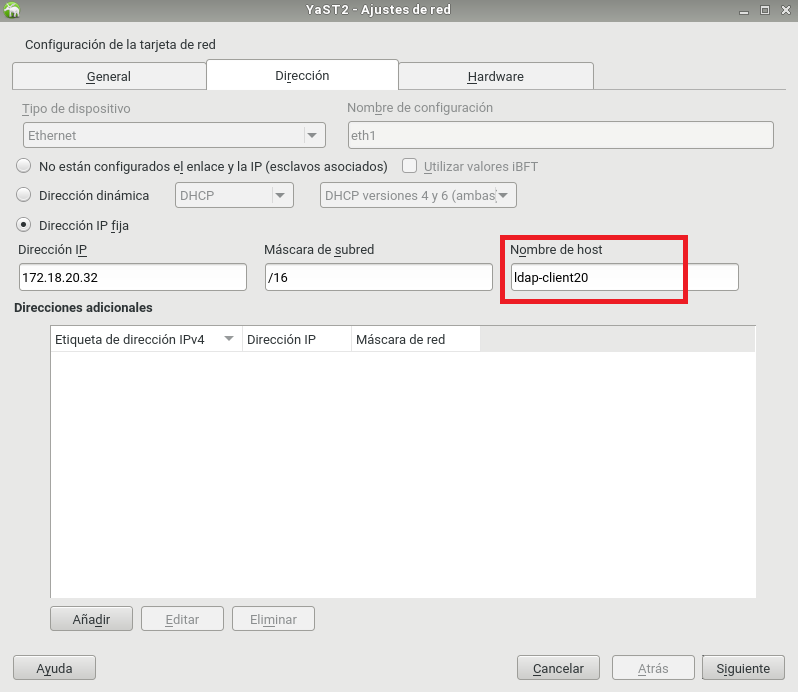 YaST2 - Ajustes de red
Configuración de la tarjeta de red
General Dirección Hardware
Tipo de dispositivo Nombre de configuración
Ethernet eth1
No están configurados el enlace y la IP (esclavos asociados) Utilizar valores iBFT
Dirección dinámica DHCP DHCP versiones 4 y 6 (ambas
Dirección IP fija
Dirección IP Máscara de subred Nombre de host
172.18.20.32 /16 ldap-client20
Direcciones adicionales
Etiqueta de dirección IPv4 Dirección IP Máscara de red
Añadir Editar Eliminar
Ayuda Cancelar Atrás Siguiente